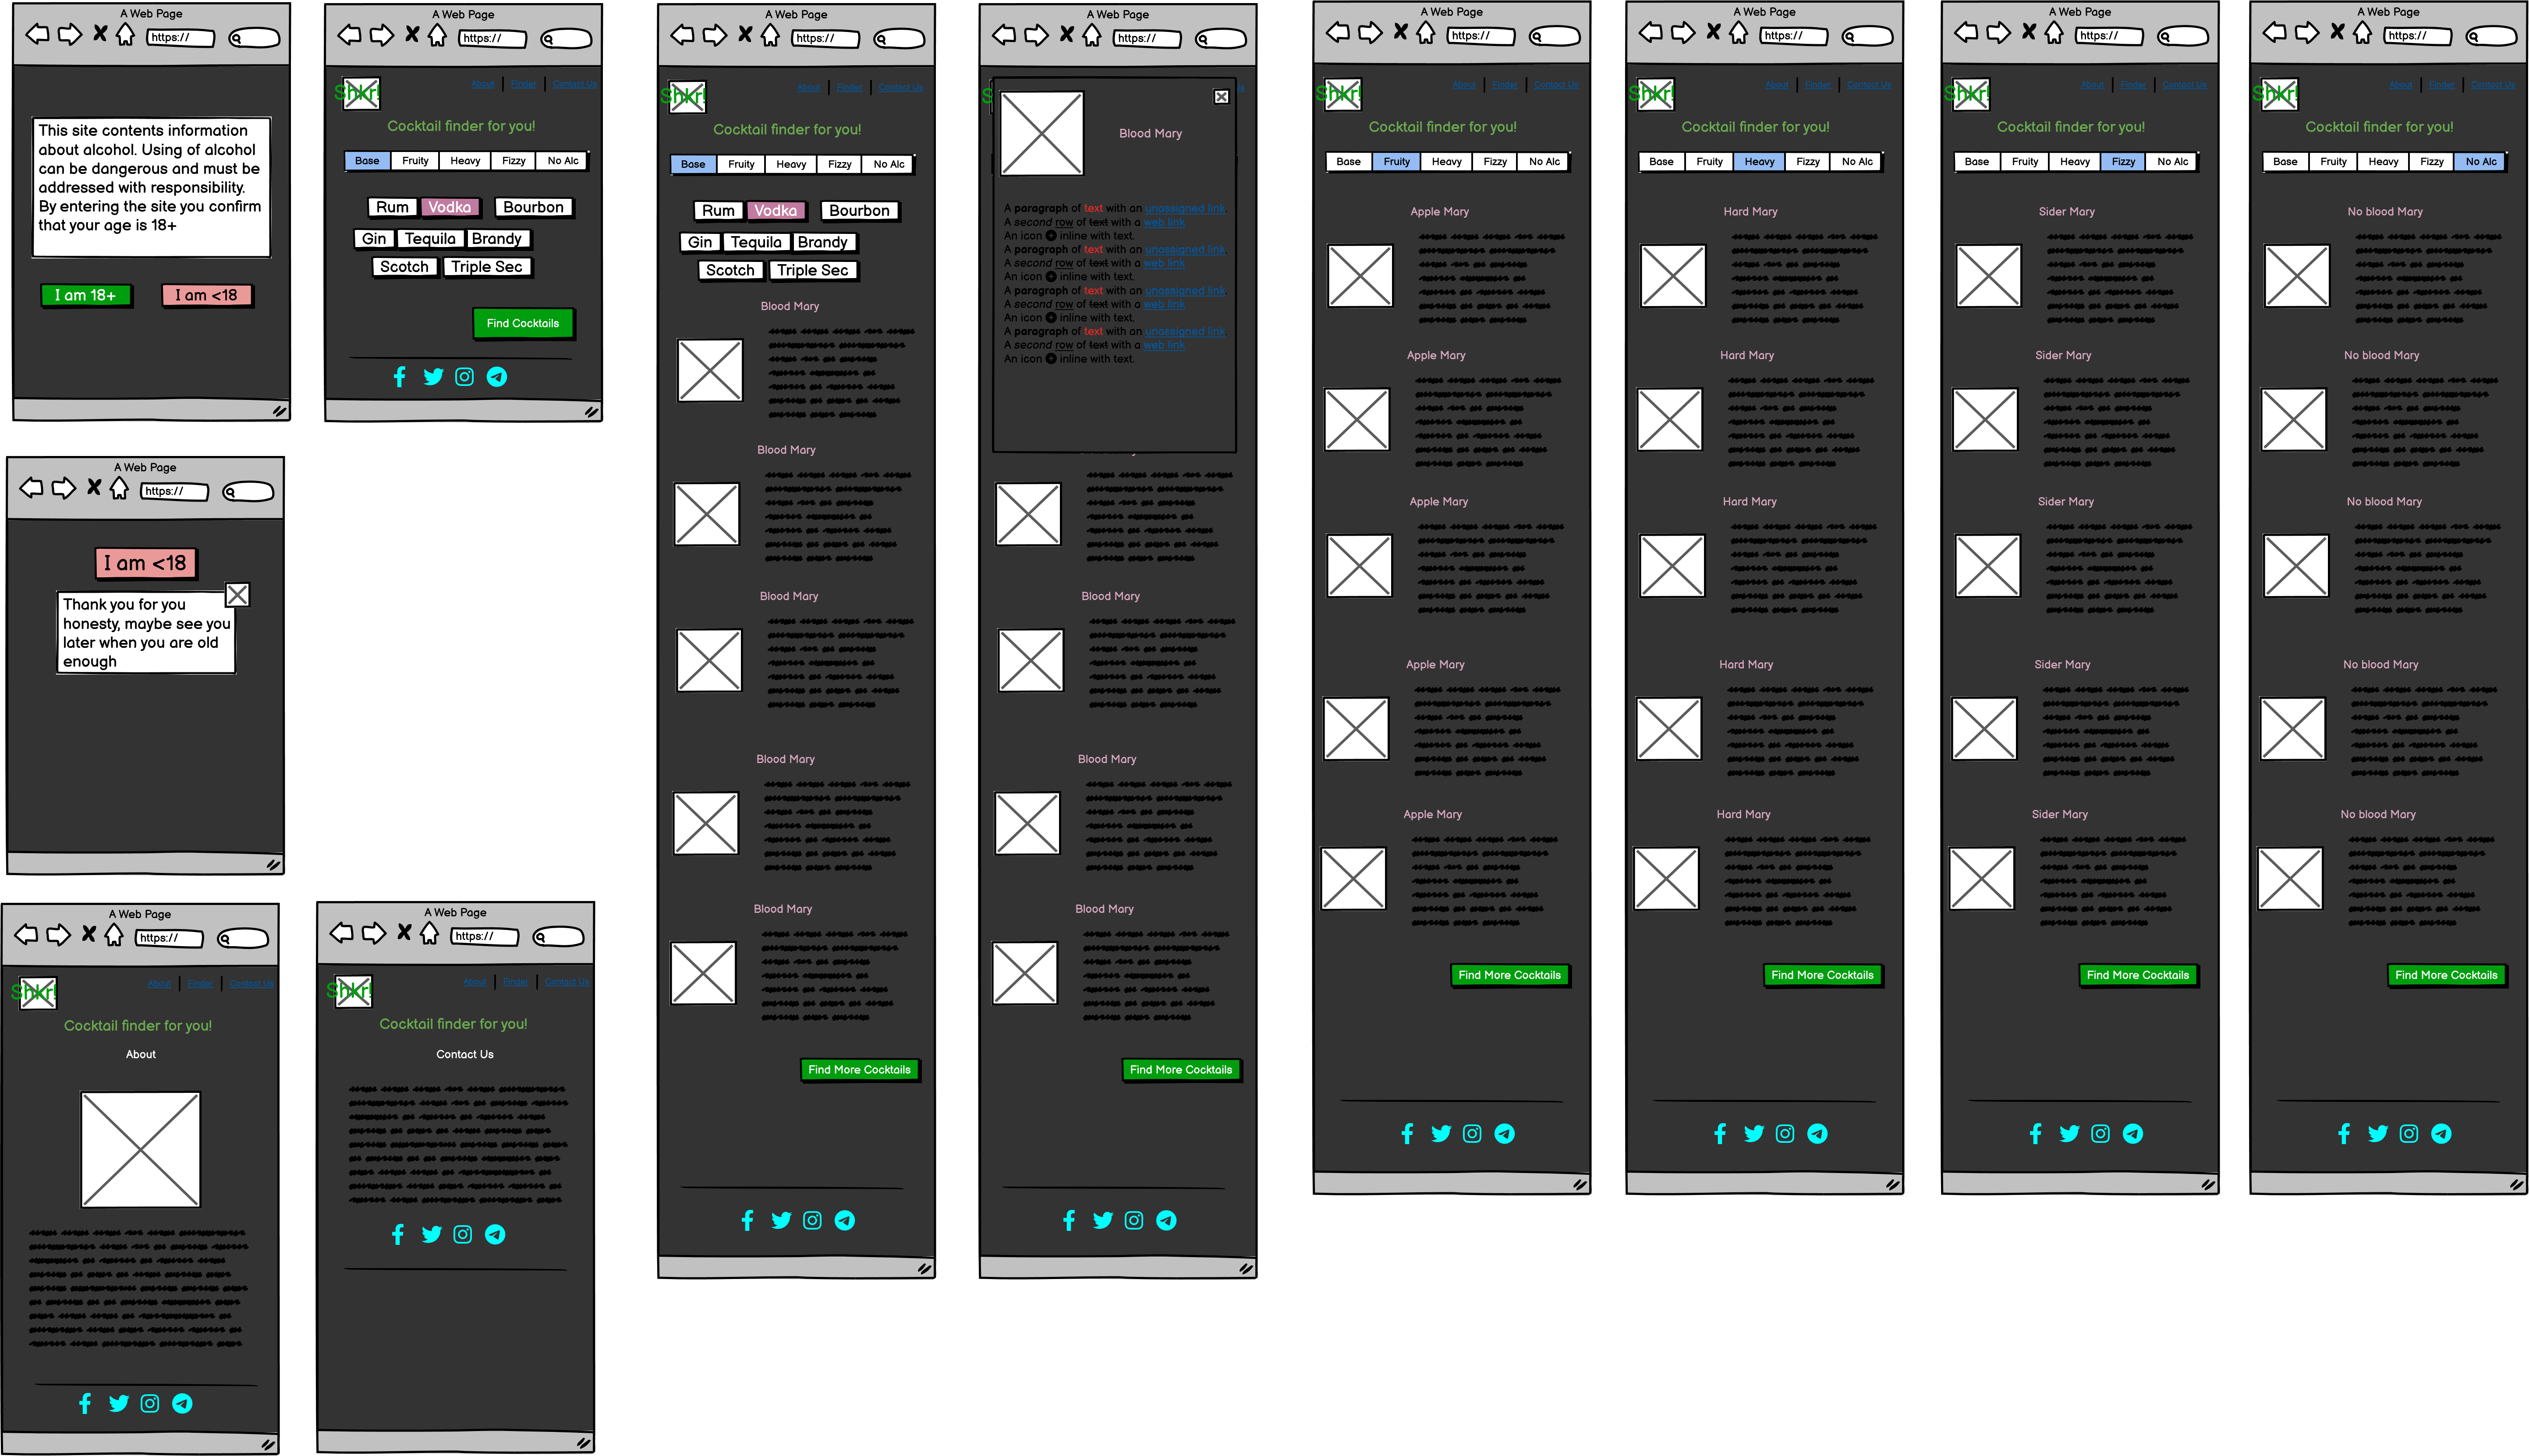 A Web Page
https://
This site contents information
about alcohol. Using of alcohol
can be dangerous and must be
addressed with responsibility.
By entering the site you confirm
that your age is 18+
I am 18+
I am <18
A Web Page
https://
Shkr!
About
Finder
Contact Us
Cocktail finder for you!
Base
Fruity
Heavy
Fizzy
No Alc
Rum
Vodka
Bourbon
Gin
Tequila
Brandy
Scotch
Triple Sec
Find Cocktails
A Web Page
https://
I am <18
Thank you for you
honesty, maybe see you
later when you are old
enough
A Web Page
https://
Shkr!
About
Finder
Contact Us
Cocktail finder for you!
About
A Web Page
https://
Shkr!
About
Finder
Contact Us
Cocktail finder for you!
Contact Us
A Web Page
https://
Shkr!
About
Finder
Contact Us
Cocktail finder for you!
Base
Fruity
Heavy
Fizzy
No Alc
Rum
Vodka
Bourbon
Gin
Tequila
Brandy
Scotch
Triple Sec
Blood Mary
Blood Mary
Blood Mary
Blood Mary
Blood Mary
Find More Cocktails
A Web Page
https://
Blood Mary
A paragraph of text with an unassigned link.
A second row of text with a web link
An icon inline with text.
A paragraph of text with an unassigned link.
A second row of text with a web link
An icon inline with text.
A paragraph of text with an unassigned link.
A second row of text with a web link
An icon inline with text.
A paragraph of text with an unassigned link.
A second row of text with a web link
An icon inline with text.
Blood Mary
Blood Mary
Blood Mary
Find More Cocktails
A Web Page
https://
Shkr!
About
Finder
Contact Us
Cocktail finder for you!
Base
Fruity
Heavy
Fizzy
No Alc
Apple Mary
Apple Mary
Apple Mary
Apple Mary
Apple Mary
Find More Cocktails
A Web Page
https://
Shkr!
About
Finder
Contact Us
Cocktail finder for you!
Base
Fruity
Heavy
Fizzy
No Alc
Hard Mary
Hard Mary
Hard Mary
Hard Mary
Hard Mary
Find More Cocktails
A Web Page
https://
Shkr!
About
Finder
Contact Us
Cocktail finder for you!
Base
Fruity
Heavy
Fizzy
No Alc
Sider Mary
Sider Mary
Sider Mary
Sider Mary
Sider Mary
Find More Cocktails
A Web Page
https://
Shkr!
About
Finder
Contact Us
Cocktail finder for you!
Base
Fruity
Heavy
Fizzy
No Alc
No blood Mary
No blood Mary
No blood Mary
No blood Mary
No blood Mary
Find More Cocktails